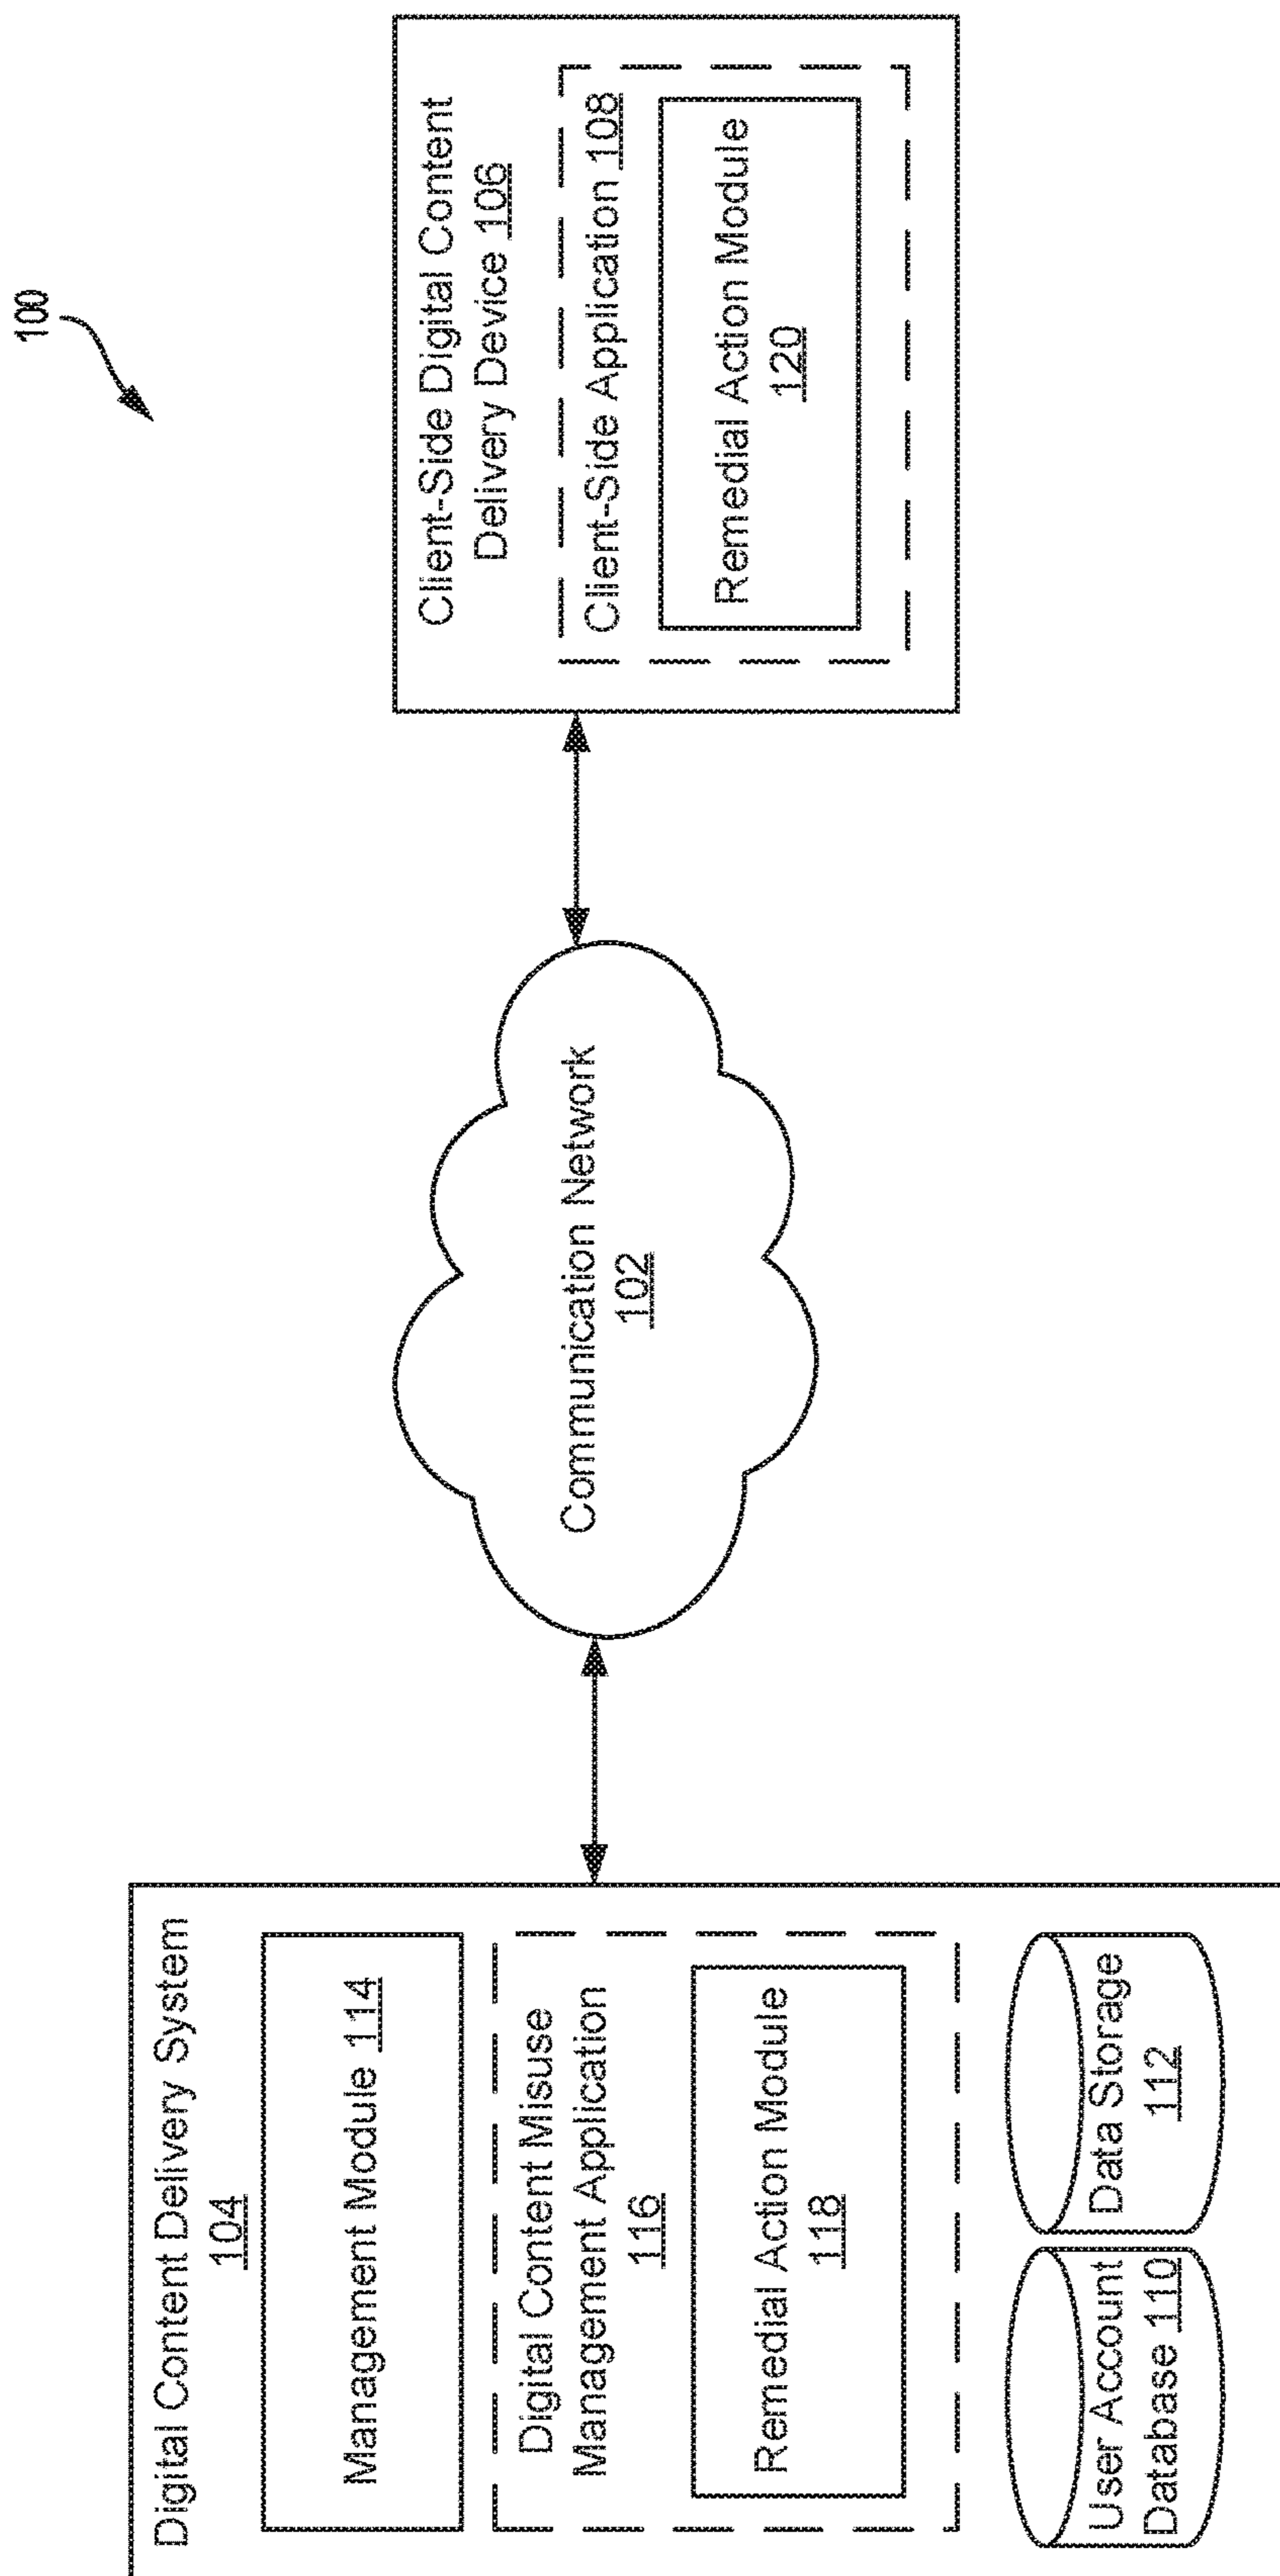 100
Digital Content Delivery System
104
Management Module 114
Digital Content Misuse
Management Application
116
Remedial Action Module
118
User Account
Database 110
Data Storage
112
Communication Network
102
Client-Side Digital Content
Delivery Device 106
Client-Side Application 108
Remedial Action Module
120